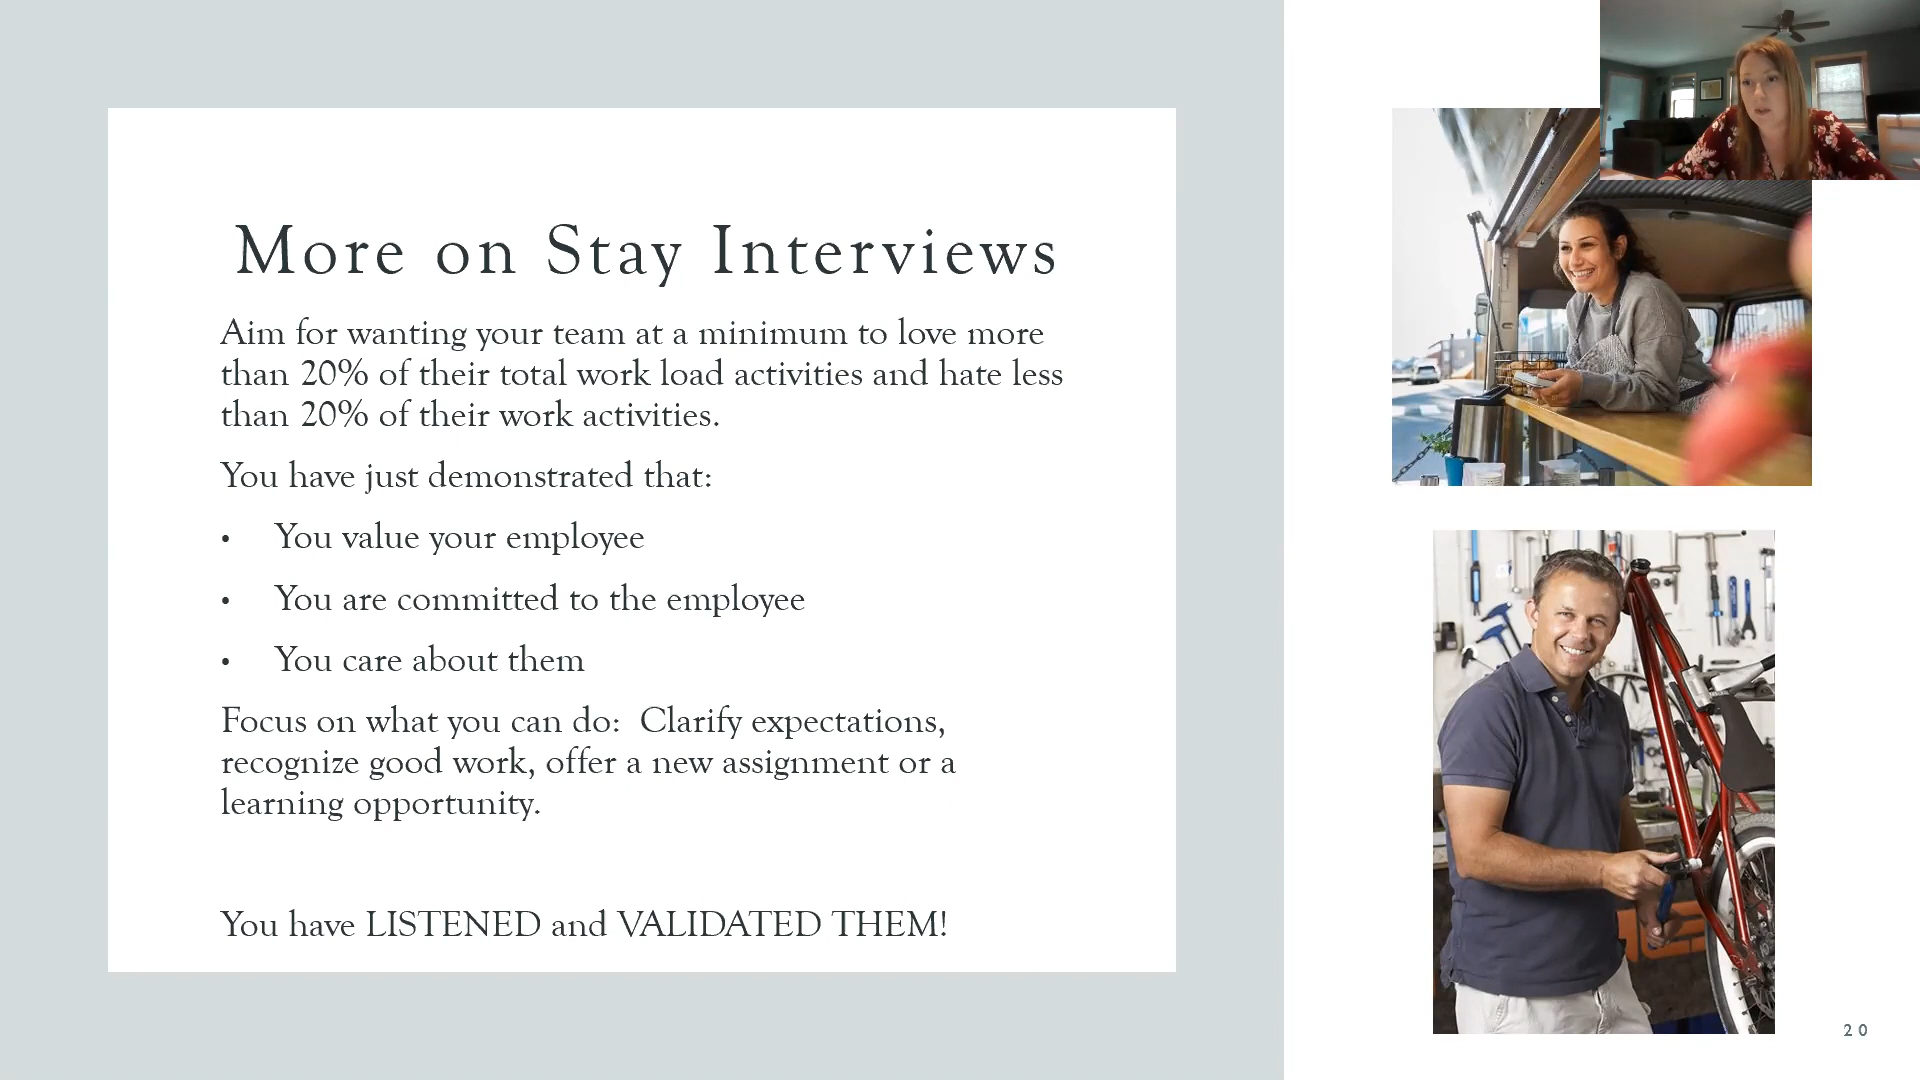 More on Stay Interviews
Aim for wanting your team at a minimum to love more
than 20% of their total work load activities and hate less
than 20% of their work activities.
You have just demonstrated that:
• You value your employee
• You are committed to the employee
• You care about them
Focus on what you can do:  Clarify expectations,
recognize good work, offer a new assignment or a
learning opportunity.
You have LISTENED and VALIDATED THEM!
20